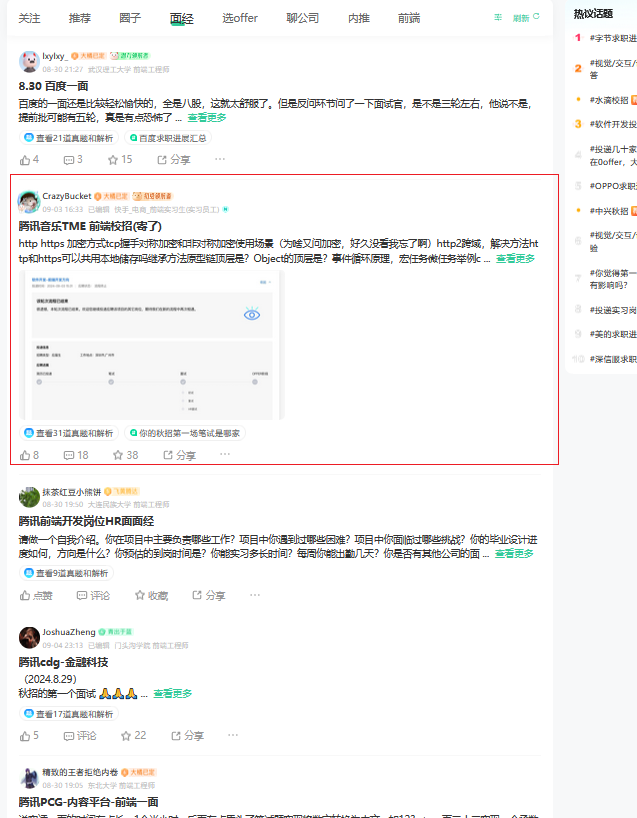 关注 推荐 圈子 面经 选offer 聊公司 内推 前端
刷新
lxylxy_
08-30 21:27 武汉理工大学 前端工程师
8.30 百度一面
百度的一面还是比较轻松愉快的，全是八股，这就太舒服了。但是反问环节问了一下面试官，是不是三轮左右，他说不是，
提前批可能有五轮，真是有点恐怖了 ... 查看更多
查看21道真题和解析 百度求职进展汇总
4 3 15 分享 ...
CrazyBucket
09-03 16:33 已编辑 快手_电商_前端实习生(实习员工)
腾讯音乐TME 前端校招(寄了)
http https 加密方式tcp握手对称加密和非对称加密使用场景（为啥又问加密，好久没看我忘了啊）http2跨域，解决方法ht
tp和https可以共用本地储存吗继承方法原型链顶层是？Object的顶层是？事件循环原理，宏任务微任务举例c ... 查看更多
查看31道真题和解析 你的秋招第一场笔试是哪家
8 18 38 分享 ...
抹茶红豆小熊饼
08-30 19:50 大连民族大学 前端工程师
腾讯前端开发岗位HR面面经
请做一个自我介绍。你在项目中主要负责哪些工作？项目中你遇到过哪些困难？项目中你面临过哪些挑战？你的毕业设计进
度如何，方向是什么？你预估的到岗时间是？你能实习多长时间？每周你能出勤几天？你是否有其他公司的面 ... 查看更多
查看9道真题和解析
点赞 评论 收藏 分享 ...
JoshuaZheng
09-04 23:13 已编辑 门头沟学院 前端工程师
腾讯cdg-金融科技
（2024.8.29）
秋招的第一个面试 🙏🙏🙏 ... 查看更多
查看17道真题和解析
5 评论 22 分享 ...
精致的王者拒绝内卷
08-30 19:05 东北大学 前端工程师
腾讯PCG-内容平台-前端一面
热议话题
1 #字节求职进
2 #视觉/交互/
答
#水滴校招
3 #软件开发投
4 #投递几十家
在0offer，大
5 #OPPO求职
#中兴校招
6 #视觉/交互/
验
7 #你觉得第一
有影响吗？
8 #投递实习岗
9 #美的求职进
10 #深信服求职